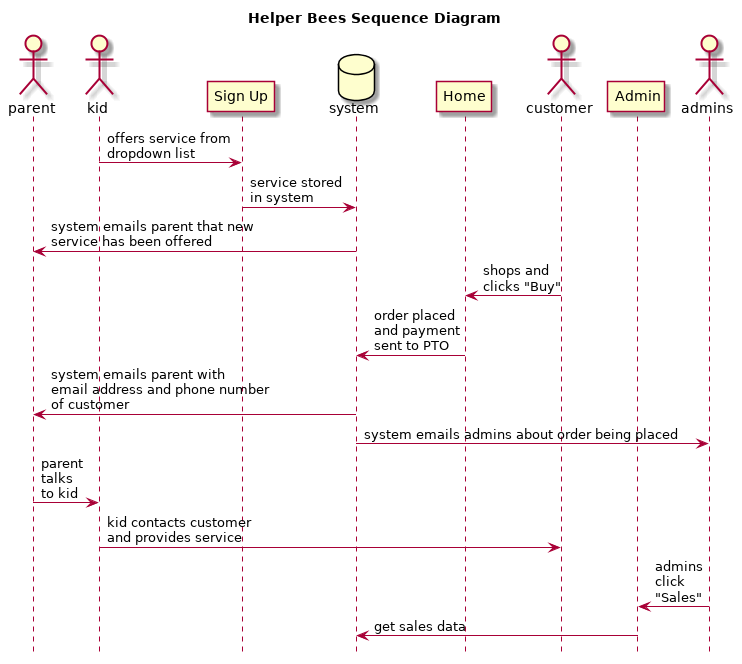 Helper Bees Sequence Diagram
parent
kid
Sign Up
system
Home
customer
Admin
admins
offers service from
dropdown list
service stored
in system
system emails parent that new
service has been offered
shops and
clicks "Buy"
order placed
and payment
sent to PTO
system emails parent with
email address and phone number
of customer
system emails admins about order being placed
parent
talks
to kid
kid contacts customer
and provides service
admins
click
"Sales"
get sales data